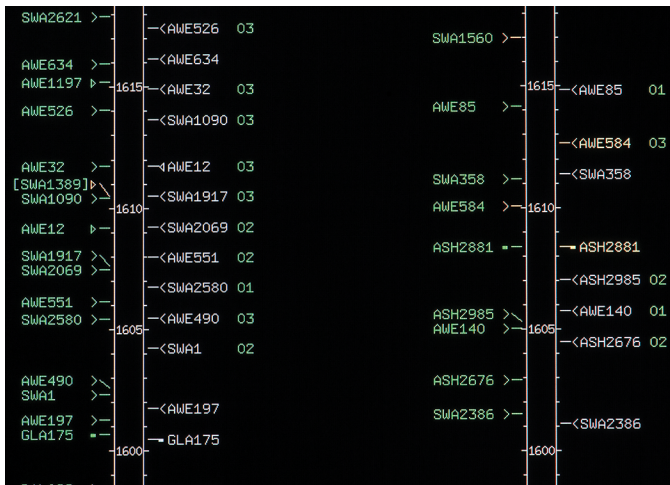 SWA2621
AWE634
AWE1197
AWE526
AWE32
[SWA1389]
SWA1090
AWE12
SWA1917
SWA2069
AWE551
SWA2580
AWE490
SWA1
AWE197
GLA175
1615
1610
1605
1600
AWE526 03
AWE634
AWE32 03
SWA1090 03
AWE12 03
SWA1917 03
SWA2069 02
AWE551 02
SWA2580 01
AWE490 03
SWA1 02
AWE197
GLA175
SWA1560
AWE85
SWA358
AWE584
ASH2881
ASH2985
AWE140
ASH2676
SWA2386
1615
1610
1605
1600
AWE85 01
AWE584 03
SWA358
ASH2881
ASH2985 02
AWE140 01
ASH2676 02
SWA2386